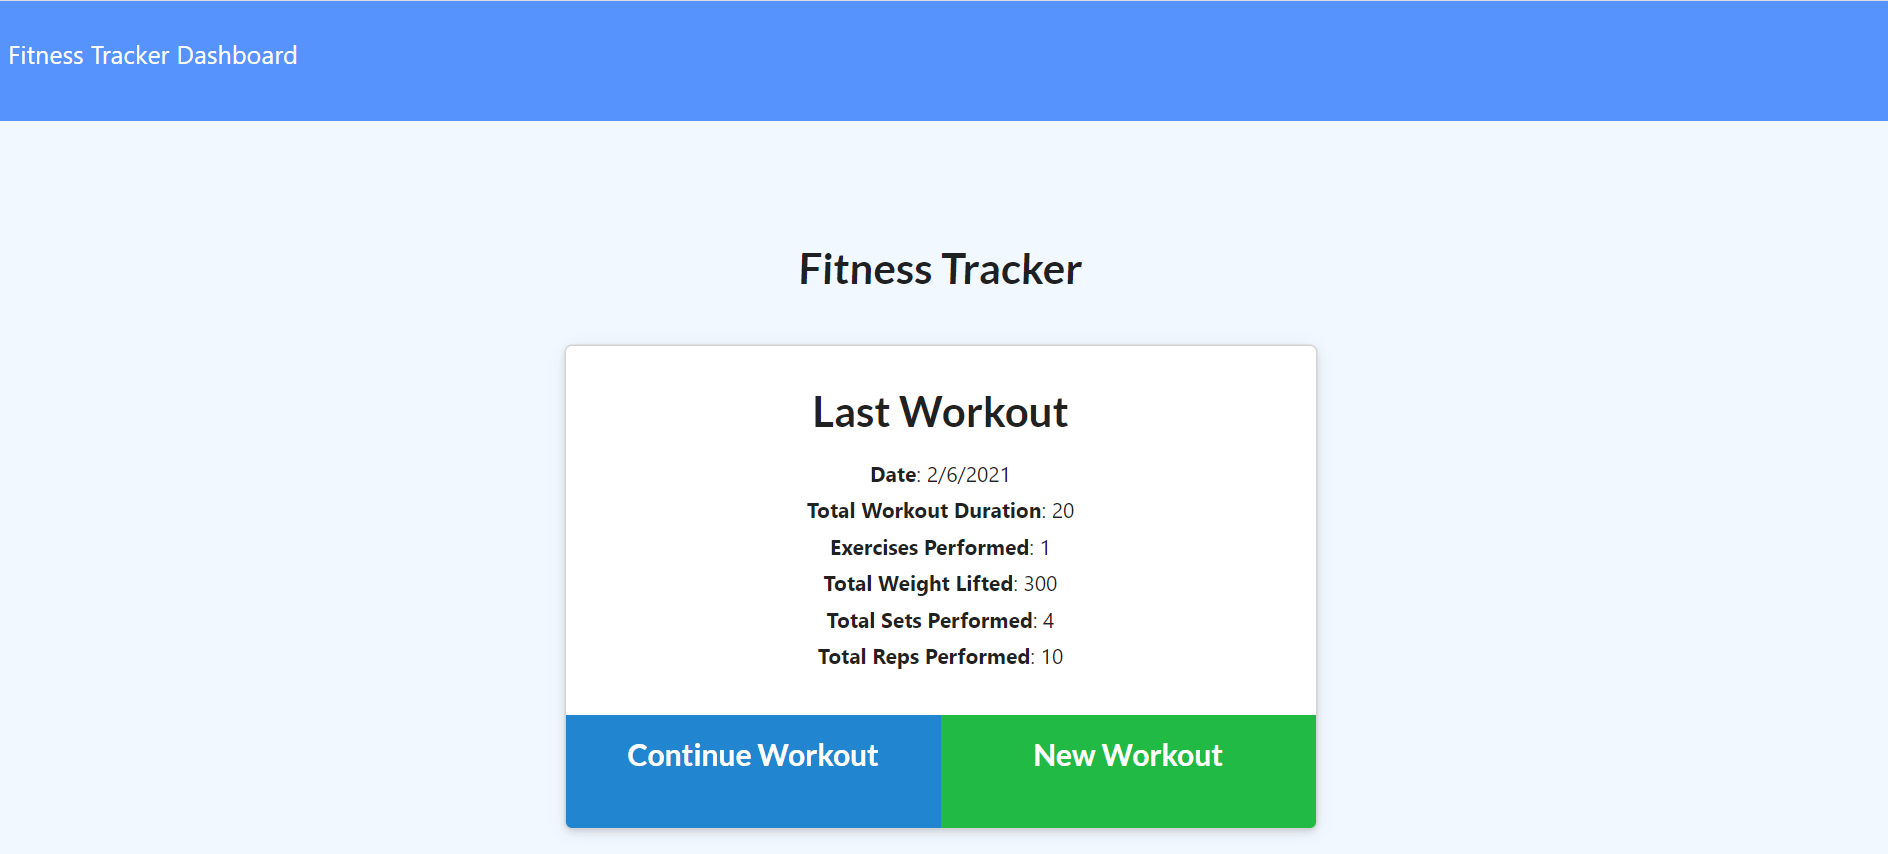 Fitness Tracker Dashboard
Fitness Tracker
Last Workout
Date: 2/6/2021
Total Workout Duration: 20
Exercises Performed: 1
Total Weight Lifted: 300
Total Sets Performed: 4
Total Reps Performed: 10
Continue Workout New Workout